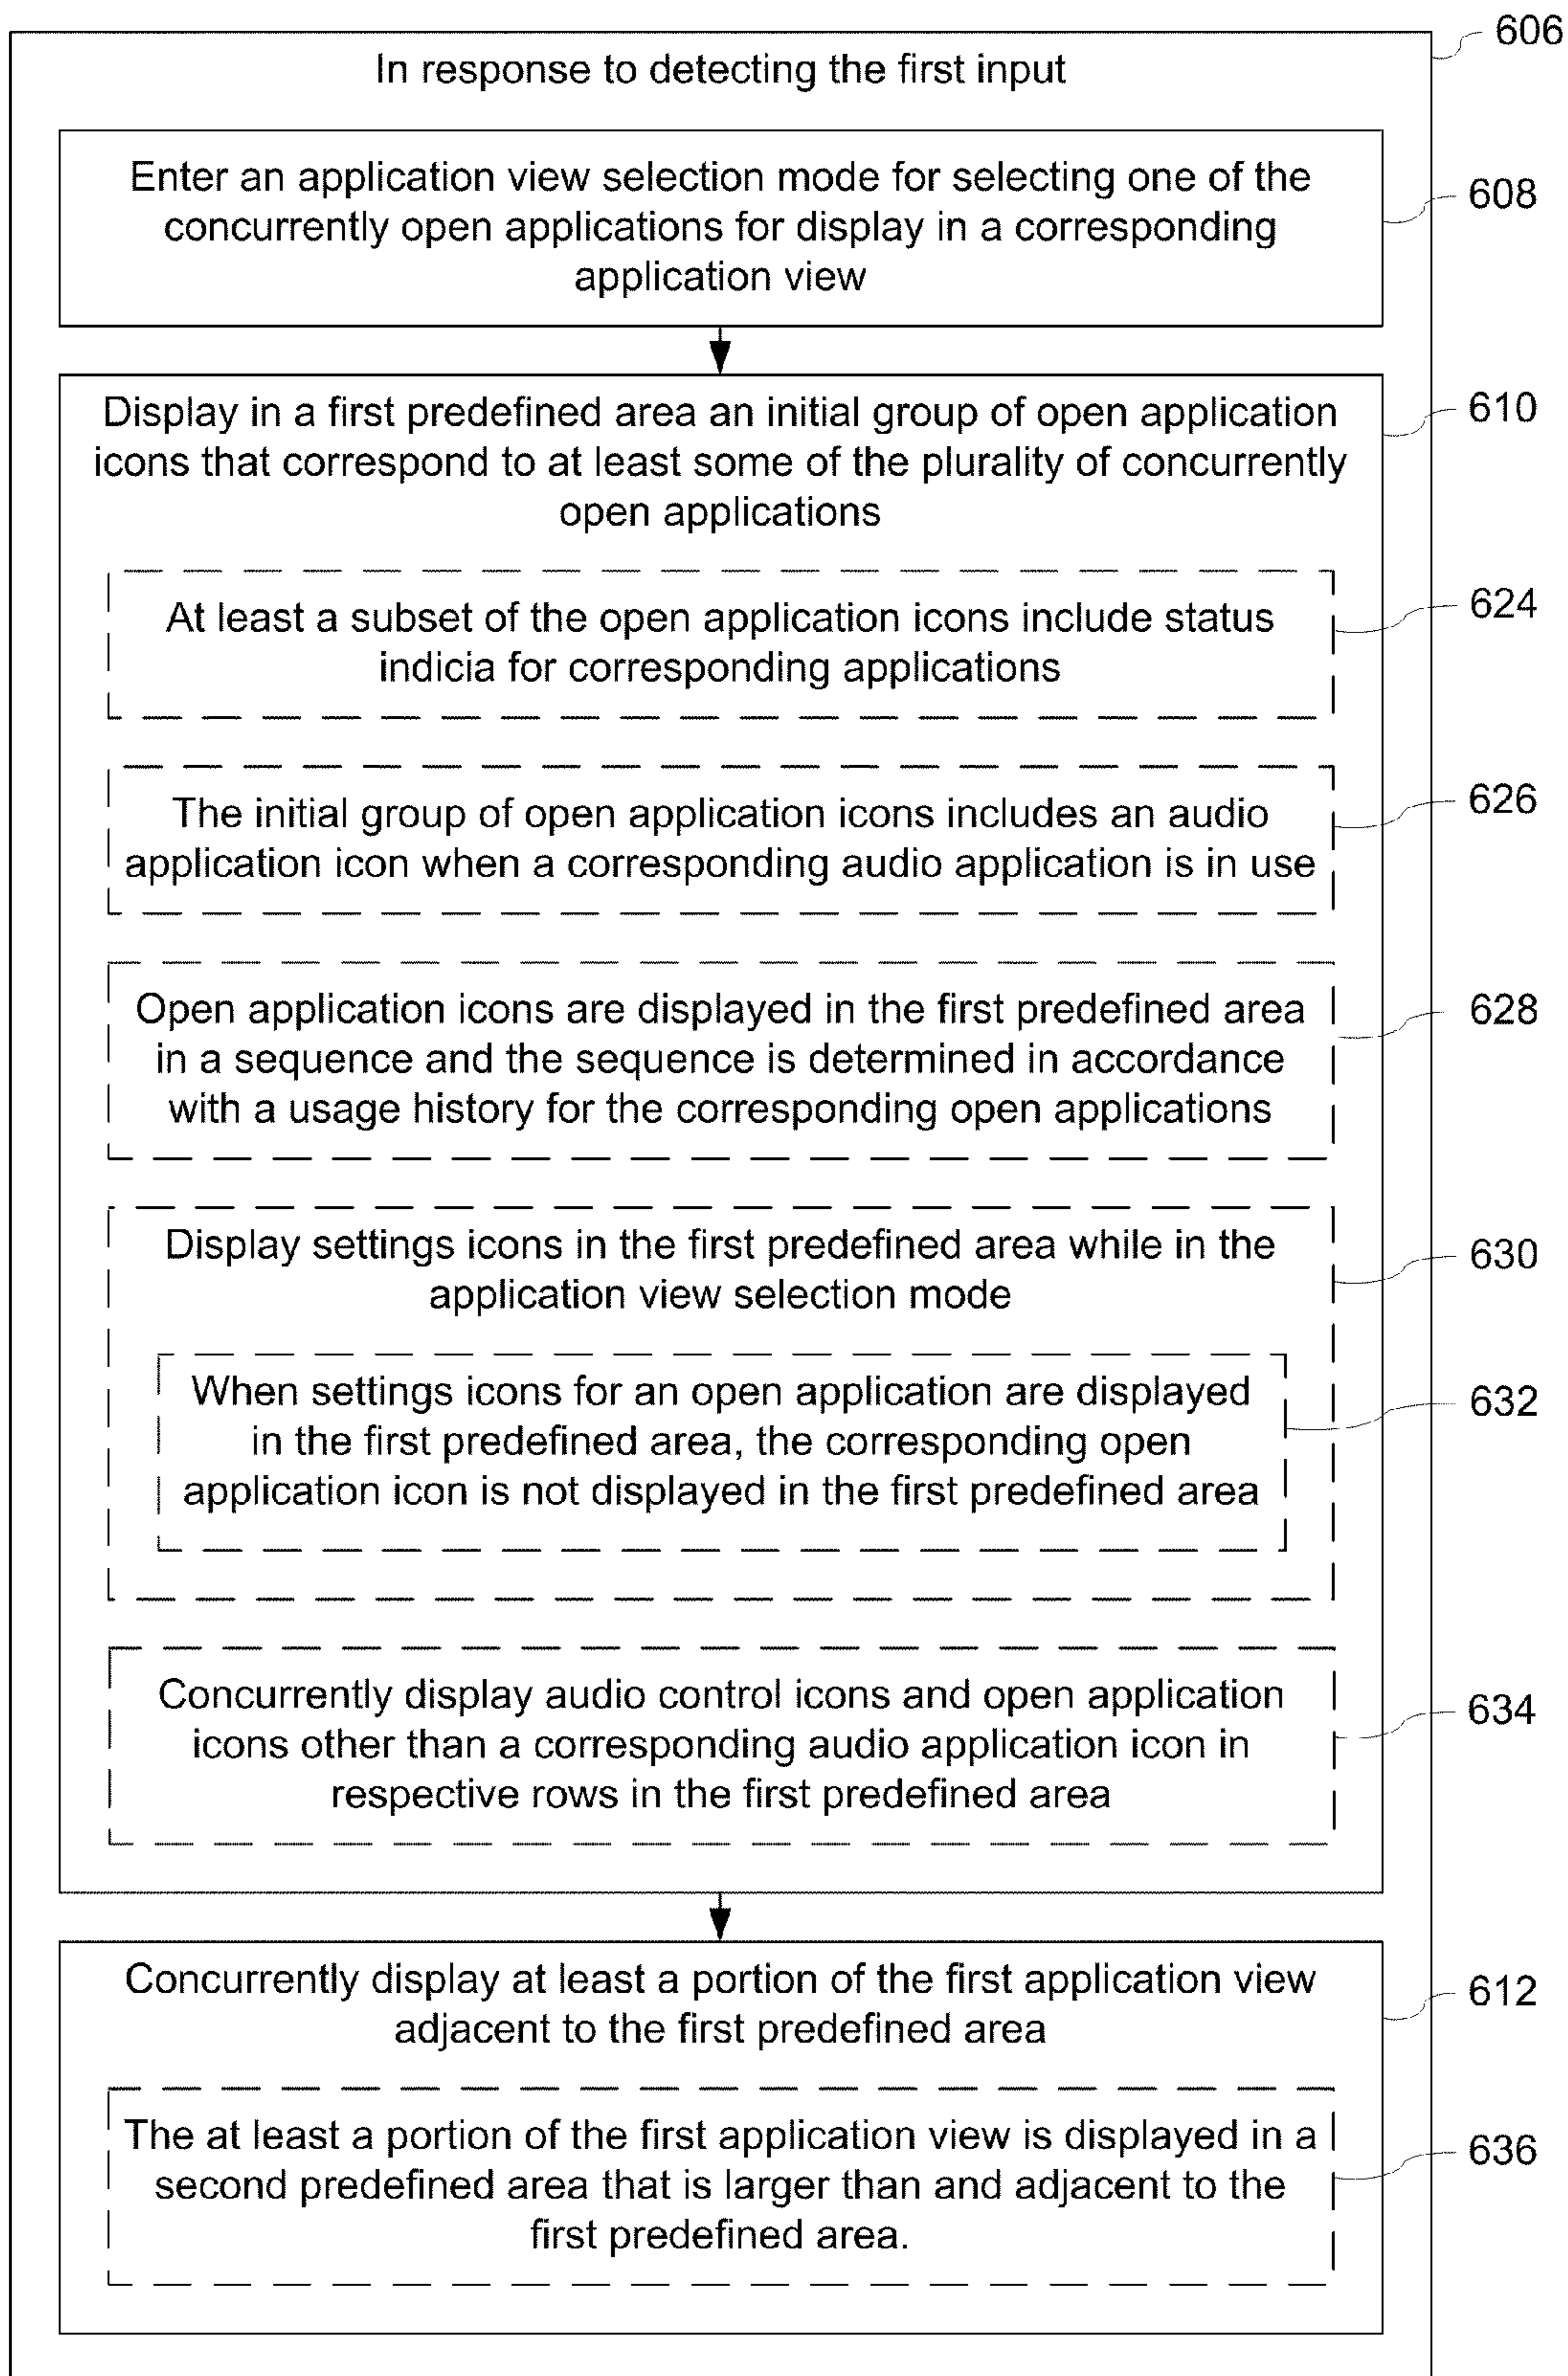 606
In response to detecting the first input
Enter an application view selection mode for selecting one of the
concurrently open applications for display in a corresponding
application view
608
Display in a first predefined area an initial group of open application
icons that correspond to at least some of the plurality of concurrently
open applications
610
At least a subset of the open application icons include status
indicia for corresponding applications
624
The initial group of open application icons includes an audio
application icon when a corresponding audio application is in use
626
Open application icons are displayed in the first predefined area
in a sequence and the sequence is determined in accordance
with a usage history for the corresponding open applications
628
Display settings icons in the first predefined area while in the
application view selection mode
630
When settings icons for an open application are displayed
in the first predefined area, the corresponding open
application icon is not displayed in the first predefined area
632
Concurrently display audio control icons and open application
icons other than a corresponding audio application icon in
respective rows in the first predefined area
634
Concurrently display at least a portion of the first application view
adjacent to the first predefined area
612
The at least a portion of the first application view is displayed in a
second predefined area that is larger than and adjacent to the
first predefined area.
636